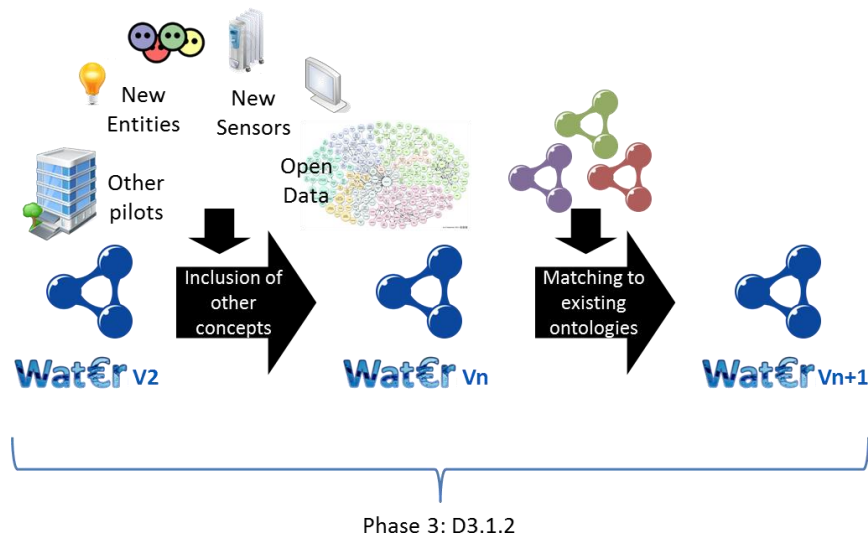 New
Entities
New
Sensors
Other
pilots
Open
Data
Inclusion of
other
concepts
Matching to
existing
ontologies
Wat€r V2
Wat€r Vn
Wat€r Vn+1
Phase 3: D3.1.2